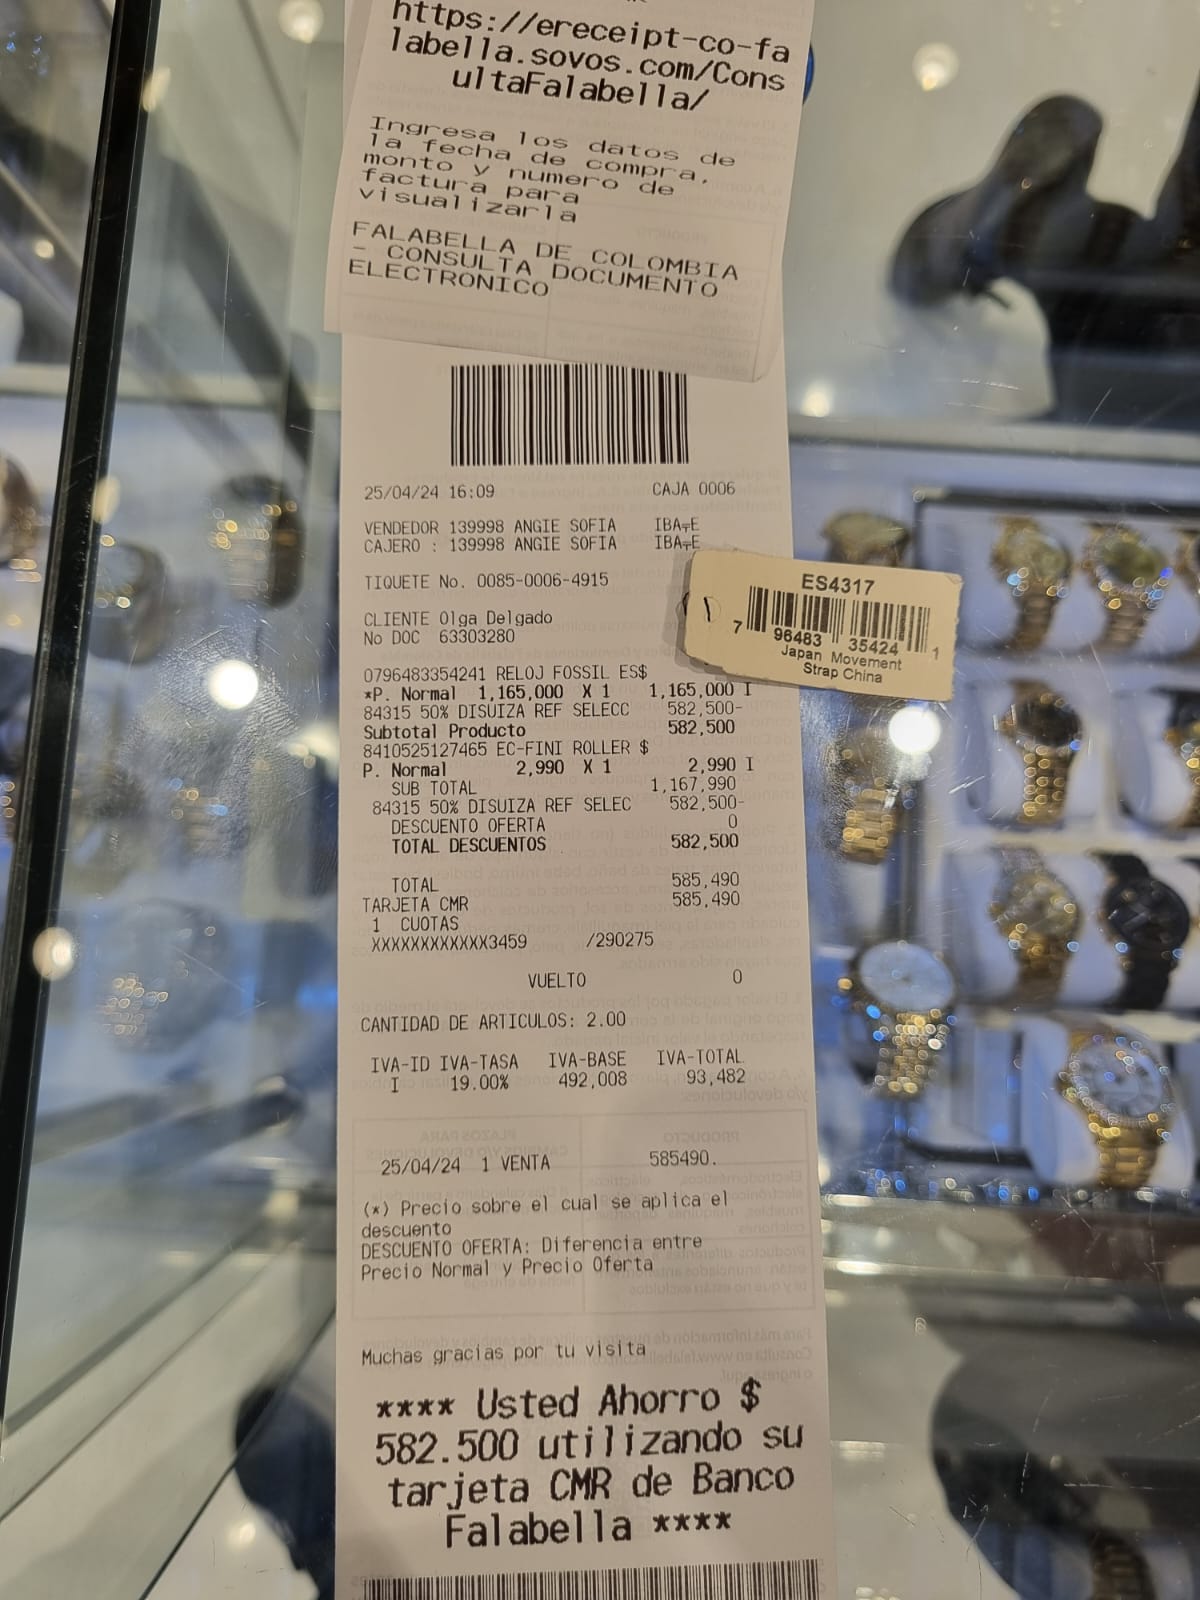 https://ereceipt-co-fa
labella.sovos.com/Cons
ultaFalabella/
Ingresa los datos de
la fecha de compra,
monto y numero de
factura para
visualizarla
FALABELLA DE COLOMBIA
- CONSULTA DOCUMENTO
ELECTRONICO
25/04/24 16:09 CAJA 0006
VENDEDOR 139998 ANGIE SOFIA IBA┬E
CAJERO : 139998 ANGIE SOFIA IBA┬E
TIQUETE No. 0085-0006-4915
CLIENTE Olga Delgado
No DOC 63303280
0796483354241 RELOJ FOSSIL ES$
*P. Normal 1,165,000 X 1 1,165,000 I
84315 50% DISUIZA REF SELECC 582,500-
Subtotal Producto 582,500
8410525127465 EC-FINI ROLLER $
P. Normal 2,990 X 1 2,990 I
SUB TOTAL 1,167,990
84315 50% DISUIZA REF SELEC 582,500-
DESCUENTO OFERTA 0
TOTAL DESCUENTOS 582,500
TOTAL 585,490
TARJETA CMR 585,490
1 CUOTAS
XXXXXXXXXXXX3459 /290275
VUELTO 0
CANTIDAD DE ARTICULOS: 2.00
IVA-ID IVA-TASA IVA-BASE IVA-TOTAL
I 19.00% 492,008 93,482
25/04/24 1 VENTA 585490.
(*) Precio sobre el cual se aplica el
descuento
DESCUENTO OFERTA: Diferencia entre
Precio Normal y Precio Oferta
Muchas gracias por tu visita
**** Usted Ahorro $
582.500 utilizando su
tarjeta CMR de Banco
Falabella ****
ES4317
7 96483 35424 1
Japan Movement
Strap China